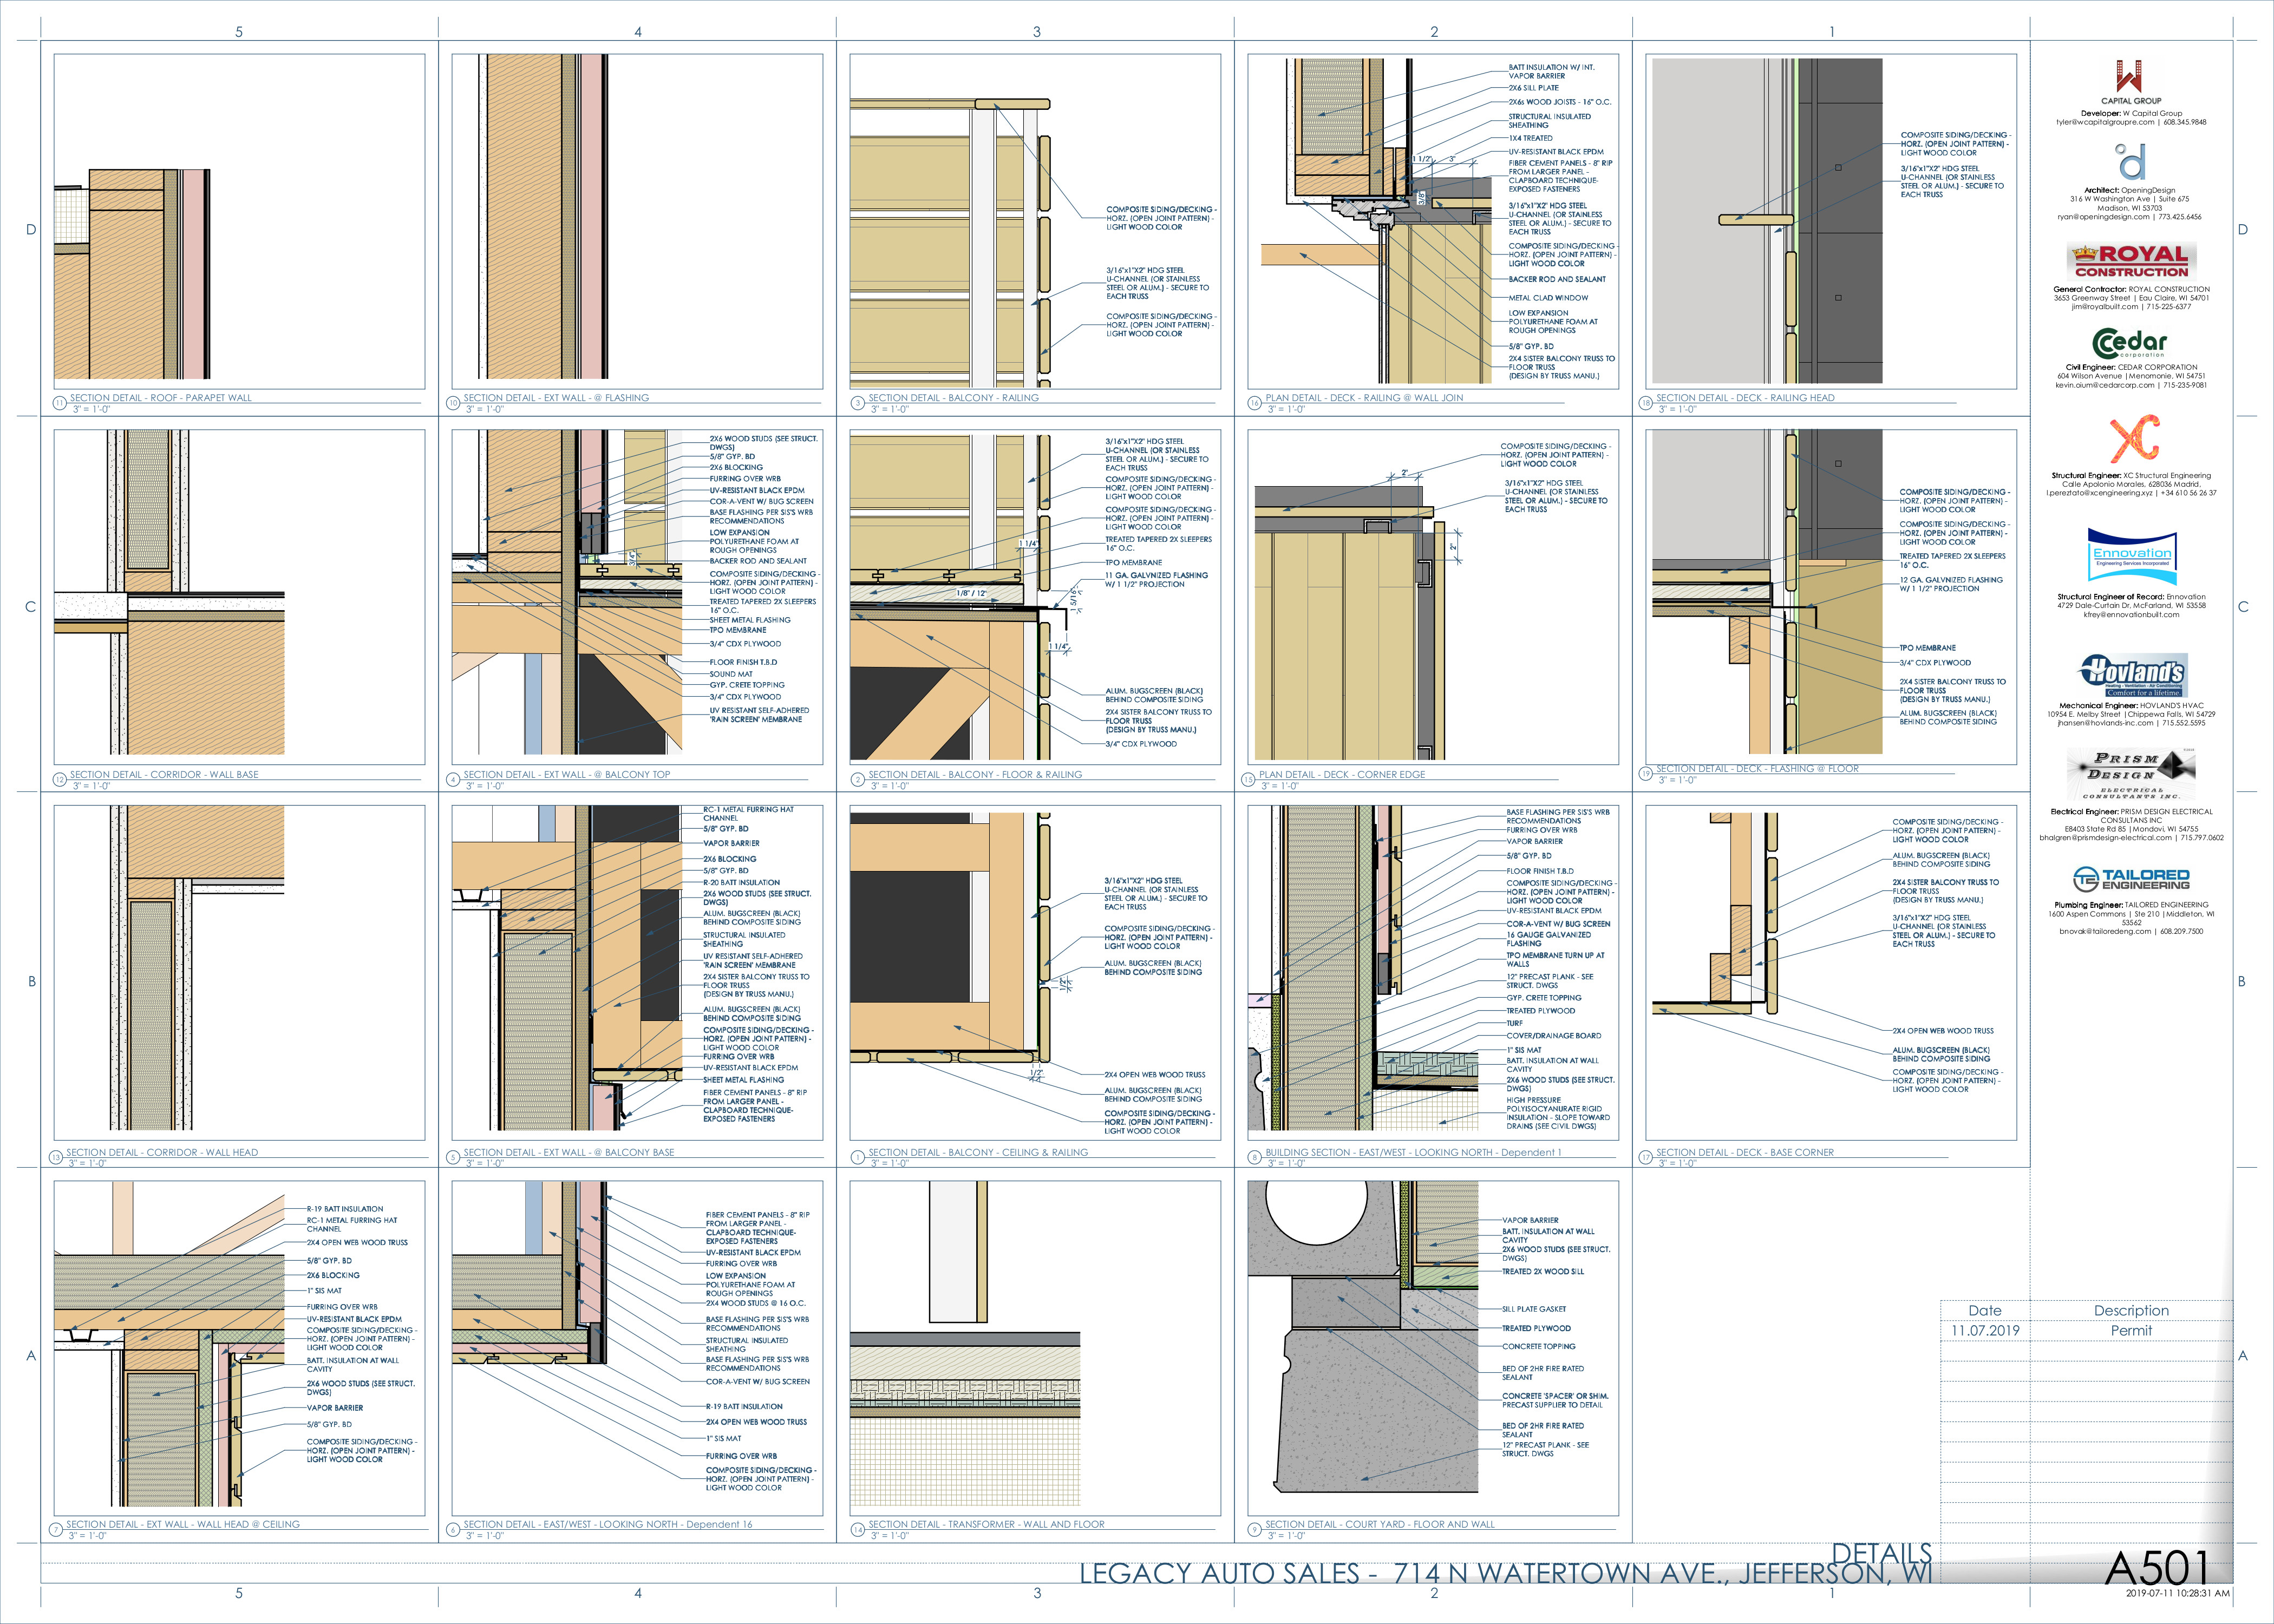 5
4
3
2
1
D
C
B
A
D
C
B
A
11
SECTION DETAIL - ROOF - PARAPET WALL
3" = 1'-0"
10
SECTION DETAIL - EXT WALL - @ FLASHING
3" = 1'-0"
COMPOSITE SIDING/DECKING -
HORZ. (OPEN JOINT PATTERN) -
LIGHT WOOD COLOR
3/16"x1"X2" HDG STEEL
U-CHANNEL (OR STAINLESS
STEEL OR ALUM.) - SECURE TO
EACH TRUSS
COMPOSITE SIDING/DECKING -
HORZ. (OPEN JOINT PATTERN) -
LIGHT WOOD COLOR
3
SECTION DETAIL - BALCONY - RAILING
3" = 1'-0"
BATT INSULATION W/ INT.
VAPOR BARRIER
2X6 SILL PLATE
2X6s WOOD JOISTS - 16" O.C.
STRUCTURAL INSULATED
SHEATHING
1X4 TREATED
UV-RESISTANT BLACK EPDM
FIBER CEMENT PANELS - 8" RIP
FROM LARGER PANEL -
CLAPBOARD TECHNIQUE-
EXPOSED FASTENERS
3/16"x1"X2" HDG STEEL
U-CHANNEL (OR STAINLESS
STEEL OR ALUM.) - SECURE TO
EACH TRUSS
COMPOSITE SIDING/DECKING -
HORZ. (OPEN JOINT PATTERN) -
LIGHT WOOD COLOR
BACKER ROD AND SEALANT
METAL CLAD WINDOW
LOW EXPANSION
POLYURETHANE FOAM AT
ROUGH OPENINGS
5/8" GYP. BD
2X4 SISTER BALCONY TRUSS TO
FLOOR TRUSS
(DESIGN BY TRUSS MANU.)
1 1/2"
3"
3/8"
16
PLAN DETAIL - DECK - RAILING @ WALL JOIN
3" = 1'-0"
COMPOSITE SIDING/DECKING -
HORZ. (OPEN JOINT PATTERN) -
LIGHT WOOD COLOR
3/16"x1"X2" HDG STEEL
U-CHANNEL (OR STAINLESS
STEEL OR ALUM.) - SECURE TO
EACH TRUSS
18
SECTION DETAIL - DECK - RAILING HEAD
3" = 1'-0"
12
SECTION DETAIL - CORRIDOR - WALL BASE
3" = 1'-0"
2X6 WOOD STUDS (SEE STRUCT.
DWGS)
5/8" GYP. BD
2X6 BLOCKING
FURRING OVER WRB
UV-RESISTANT BLACK EPDM
COR-A-VENT W/ BUG SCREEN
BASE FLASHING PER SIS'S WRB
RECOMMENDATIONS
LOW EXPANSION
POLYURETHANE FOAM AT
ROUGH OPENINGS
BACKER ROD AND SEALANT
COMPOSITE SIDING/DECKING -
HORZ. (OPEN JOINT PATTERN) -
LIGHT WOOD COLOR
TREATED TAPERED 2X SLEEPERS
16" O.C.
SHEET METAL FLASHING
TPO MEMBRANE
3/4" CDX PLYWOOD
FLOOR FINISH T.B.D
SOUND MAT
GYP. CRETE TOPPING
3/4" CDX PLYWOOD
UV RESISTANT SELF-ADHERED
'RAIN SCREEN' MEMBRANE
3/4"
4
SECTION DETAIL - EXT WALL - @ BALCONY TOP
3" = 1'-0"
3/16"x1"X2" HDG STEEL
U-CHANNEL (OR STAINLESS
STEEL OR ALUM.) - SECURE TO
EACH TRUSS
COMPOSITE SIDING/DECKING -
HORZ. (OPEN JOINT PATTERN) -
LIGHT WOOD COLOR
COMPOSITE SIDING/DECKING -
HORZ. (OPEN JOINT PATTERN) -
LIGHT WOOD COLOR
TREATED TAPERED 2X SLEEPERS
16" O.C.
TPO MEMBRANE
11 GA. GALVNIZED FLASHING
W/ 1 1/2" PROJECTION
ALUM. BUGSCREEN (BLACK)
BEHIND COMPOSITE SIDING
2X4 SISTER BALCONY TRUSS TO
FLOOR TRUSS
(DESIGN BY TRUSS MANU.)
3/4" CDX PLYWOOD
1 1/4"
1/8" / 12"
1 5/16"
1 1/4"
2
SECTION DETAIL - BALCONY - FLOOR & RAILING
3" = 1'-0"
COMPOSITE SIDING/DECKING -
HORZ. (OPEN JOINT PATTERN) -
LIGHT WOOD COLOR
3/16"x1"X2" HDG STEEL
U-CHANNEL (OR STAINLESS
STEEL OR ALUM.) - SECURE TO
EACH TRUSS
2"
2"
15
PLAN DETAIL - DECK - CORNER EDGE
3" = 1'-0"
COMPOSITE SIDING/DECKING -
HORZ. (OPEN JOINT PATTERN) -
LIGHT WOOD COLOR
COMPOSITE SIDING/DECKING -
HORZ. (OPEN JOINT PATTERN) -
LIGHT WOOD COLOR
TREATED TAPERED 2X SLEEPERS
16" O.C.
12 GA. GALVNIZED FLASHING
W/ 1 1/2" PROJECTION
TPO MEMBRANE
3/4" CDX PLYWOOD
2X4 SISTER BALCONY TRUSS TO
FLOOR TRUSS
(DESIGN BY TRUSS MANU.)
ALUM. BUGSCREEN (BLACK)
BEHIND COMPOSITE SIDING
19
SECTION DETAIL - DECK - FLASHING @ FLOOR
3" = 1'-0"
13
SECTION DETAIL - CORRIDOR - WALL HEAD
3" = 1'-0"
RC-1 METAL FURRING HAT
CHANNEL
5/8" GYP. BD
VAPOR BARRIER
2X6 BLOCKING
5/8" GYP. BD
R-20 BATT INSULATION
2X6 WOOD STUDS (SEE STRUCT.
DWGS)
ALUM. BUGSCREEN (BLACK)
BEHIND COMPOSITE SIDING
STRUCTURAL INSULATED
SHEATHING
UV RESISTANT SELF-ADHERED
'RAIN SCREEN' MEMBRANE
2X4 SISTER BALCONY TRUSS TO
FLOOR TRUSS
(DESIGN BY TRUSS MANU.)
ALUM. BUGSCREEN (BLACK)
BEHIND COMPOSITE SIDING
COMPOSITE SIDING/DECKING -
HORZ. (OPEN JOINT PATTERN) -
LIGHT WOOD COLOR
FURRING OVER WRB
UV-RESISTANT BLACK EPDM
SHEET METAL FLASHING
FIBER CEMENT PANELS - 8" RIP
FROM LARGER PANEL -
CLAPBOARD TECHNIQUE-
EXPOSED FASTENERS
5
SECTION DETAIL - EXT WALL - @ BALCONY BASE
3" = 1'-0"
3/16"x1"X2" HDG STEEL
U-CHANNEL (OR STAINLESS
STEEL OR ALUM.) - SECURE TO
EACH TRUSS
COMPOSITE SIDING/DECKING -
HORZ. (OPEN JOINT PATTERN) -
LIGHT WOOD COLOR
ALUM. BUGSCREEN (BLACK)
BEHIND COMPOSITE SIDING
1/2"
1/2"
2X4 OPEN WEB WOOD TRUSS
ALUM. BUGSCREEN (BLACK)
BEHIND COMPOSITE SIDING
COMPOSITE SIDING/DECKING -
HORZ. (OPEN JOINT PATTERN) -
LIGHT WOOD COLOR
1
SECTION DETAIL - BALCONY - CEILING & RAILING
3" = 1'-0"
BASE FLASHING PER SIS'S WRB
RECOMMENDATIONS
FURRING OVER WRB
VAPOR BARRIER
5/8" GYP. BD
FLOOR FINISH T.B.D
COMPOSITE SIDING/DECKING -
HORZ. (OPEN JOINT PATTERN) -
LIGHT WOOD COLOR
UV-RESISTANT BLACK EPDM
COR-A-VENT W/ BUG SCREEN
16 GAUGE GALVANIZED
FLASHING
TPO MEMBRANE TURN UP AT
WALLS
12" PRECAST PLANK - SEE
STRUCT. DWGS
GYP. CRETE TOPPING
TREATED PLYWOOD
TURF
COVER/DRAINAGE BOARD
1" SIS MAT
BATT. INSULATION AT WALL
CAVITY
2X6 WOOD STUDS (SEE STRUCT.
DWGS)
HIGH PRESSURE
POLYISOCYANURATE RIGID
INSULATION - SLOPE TOWARD
DRAINS (SEE CIVIL DWGS)
8
BUILDING SECTION - EAST/WEST - LOOKING NORTH - Dependent 1
3" = 1'-0"
COMPOSITE SIDING/DECKING -
HORZ. (OPEN JOINT PATTERN) -
LIGHT WOOD COLOR
ALUM. BUGSCREEN (BLACK)
BEHIND COMPOSITE SIDING
2X4 SISTER BALCONY TRUSS TO
FLOOR TRUSS
(DESIGN BY TRUSS MANU.)
3/16"x1"X2" HDG STEEL
U-CHANNEL (OR STAINLESS
STEEL OR ALUM.) - SECURE TO
EACH TRUSS
2X4 OPEN WEB WOOD TRUSS
ALUM. BUGSCREEN (BLACK)
BEHIND COMPOSITE SIDING
COMPOSITE SIDING/DECKING -
HORZ. (OPEN JOINT PATTERN) -
LIGHT WOOD COLOR
17
SECTION DETAIL - DECK - BASE CORNER
3" = 1'-0"
R-19 BATT INSULATION
RC-1 METAL FURRING HAT
CHANNEL
2X4 OPEN WEB WOOD TRUSS
5/8" GYP. BD
2X6 BLOCKING
1" SIS MAT
FURRING OVER WRB
UV-RESISTANT BLACK EPDM
COMPOSITE SIDING/DECKING -
HORZ. (OPEN JOINT PATTERN) -
LIGHT WOOD COLOR
BATT. INSULATION AT WALL
CAVITY
2X6 WOOD STUDS (SEE STRUCT.
DWGS)
VAPOR BARRIER
5/8" GYP. BD
COMPOSITE SIDING/DECKING -
HORZ. (OPEN JOINT PATTERN) -
LIGHT WOOD COLOR
7
SECTION DETAIL - EXT WALL - WALL HEAD @ CEILING
3" = 1'-0"
FIBER CEMENT PANELS - 8" RIP
FROM LARGER PANEL -
CLAPBOARD TECHNIQUE-
EXPOSED FASTENERS
UV-RESISTANT BLACK EPDM
FURRING OVER WRB
LOW EXPANSION
POLYURETHANE FOAM AT
ROUGH OPENINGS
2X4 WOOD STUDS @ 16 O.C.
BASE FLASHING PER SIS'S WRB
RECOMMENDATIONS
STRUCTURAL INSULATED
SHEATHING
BASE FLASHING PER SIS'S WRB
RECOMMENDATIONS
COR-A-VENT W/ BUG SCREEN
R-19 BATT INSULATION
2X4 OPEN WEB WOOD TRUSS
1" SIS MAT
FURRING OVER WRB
COMPOSITE SIDING/DECKING -
HORZ. (OPEN JOINT PATTERN) -
LIGHT WOOD COLOR
6
SECTION DETAIL - EAST/WEST - LOOKING NORTH - Dependent 16
3" = 1'-0"
14
SECTION DETAIL - TRANSFORMER - WALL AND FLOOR
3" = 1'-0"
VAPOR BARRIER
BATT. INSULATION AT WALL
CAVITY
2X6 WOOD STUDS (SEE STRUCT.
DWGS)
TREATED 2X WOOD SILL
SILL PLATE GASKET
TREATED PLYWOOD
CONCRETE TOPPING
BED OF 2HR FIRE RATED
SEALANT
CONCRETE 'SPACER' OR SHIM.
PRECAST SUPPLIER TO DETAIL
BED OF 2HR FIRE RATED
SEALANT
12" PRECAST PLANK - SEE
STRUCT. DWGS
9
SECTION DETAIL - COURT YARD - FLOOR AND WALL
3" = 1'-0"
W
CAPITAL GROUP
Developer: W Capital Group
tyler@wcapitalgroupre.com | 608.345.9848
Architect: OpeningDesign
316 W Washington Ave | Suite 675
Madison, WI 53703
ryan@openingdesign.com | 773.425.6456
ROYAL
CONSTRUCTION
General Contractor: ROYAL CONSTRUCTION
3653 Greenway Street | Eau Claire, WI 54701
jim@royalbuilt.com | 715-225-6377
Cedar
corporation
Civil Engineer: CEDAR CORPORATION
604 Wilson Avenue | Menomonie, WI 54751
kevin.oium@cedarcorp.com | 715-235-9081
XC
Structural Engineer: XC Structural Engineering
Calle Apolonio Morales, 628036 Madrid,
l.pereztato@xcengineering.xyz | +34 610 56 26 37
Ennovation
Engineering Services Incorporated
Structural Engineer of Record: Ennovation
4729 Dale-Curtain Dr, McFarland, WI 53558
kfrey@ennovationbuilt.com
Hovland's
Heating - Ventilation - Air Conditioning
Comfort for a lifetime.
Mechanical Engineer: HOVLAND'S HVAC
10954 E. Melby Street | Chippewa Falls, WI 54729
jhansen@hovlands-inc.com | 715.552.5595
PRISM
DESIGN
ELECTRICAL
CONSULTANTS INC.
Electrical Engineer: PRISM DESIGN ELECTRICAL
CONSULTANS INC
E8403 State Rd 85 | Mondovi, WI 54755
bhalgren@prismdesign-electrical.com | 715.797.0602
TE TAILORED
ENGINEERING
Plumbing Engineer: TAILORED ENGINEERING
1600 Aspen Commons | Ste 210 | Middleton, WI
53562
bnovak@tailoredeng.com | 608.209.7500
Date
Description
11.07.2019
Permit
DETAILS
LEGACY AUTO SALES - 714 N WATERTOWN AVE., JEFFERSON, WI
A501
2019-07-11 10:28:31 AM
5
4
3
2
1